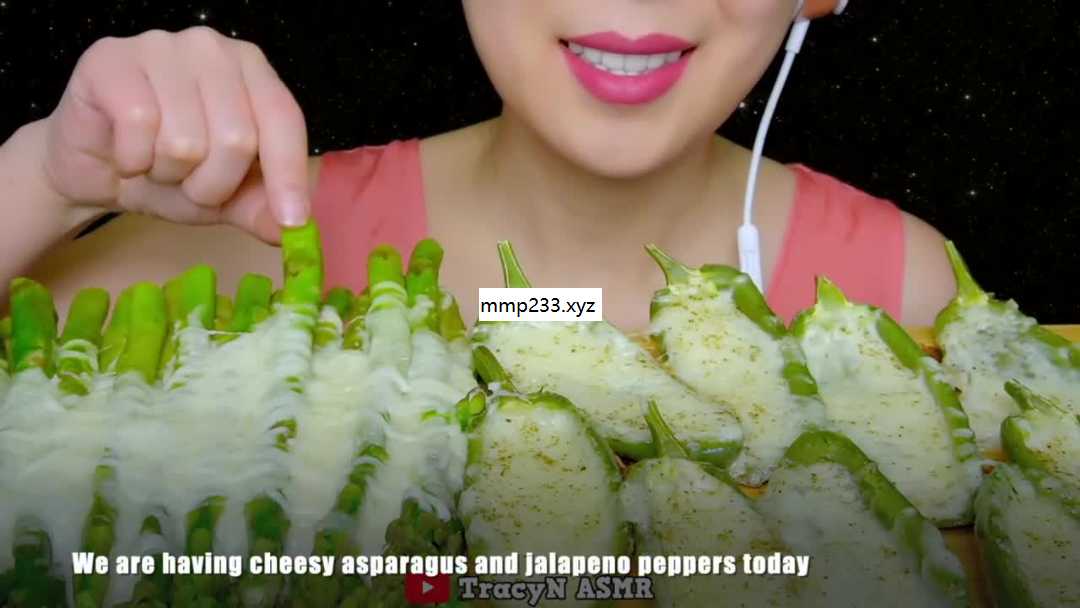 mmp233.xyz
We are having cheesy asparagus and jalapeno peppers today
TracyN ASMR